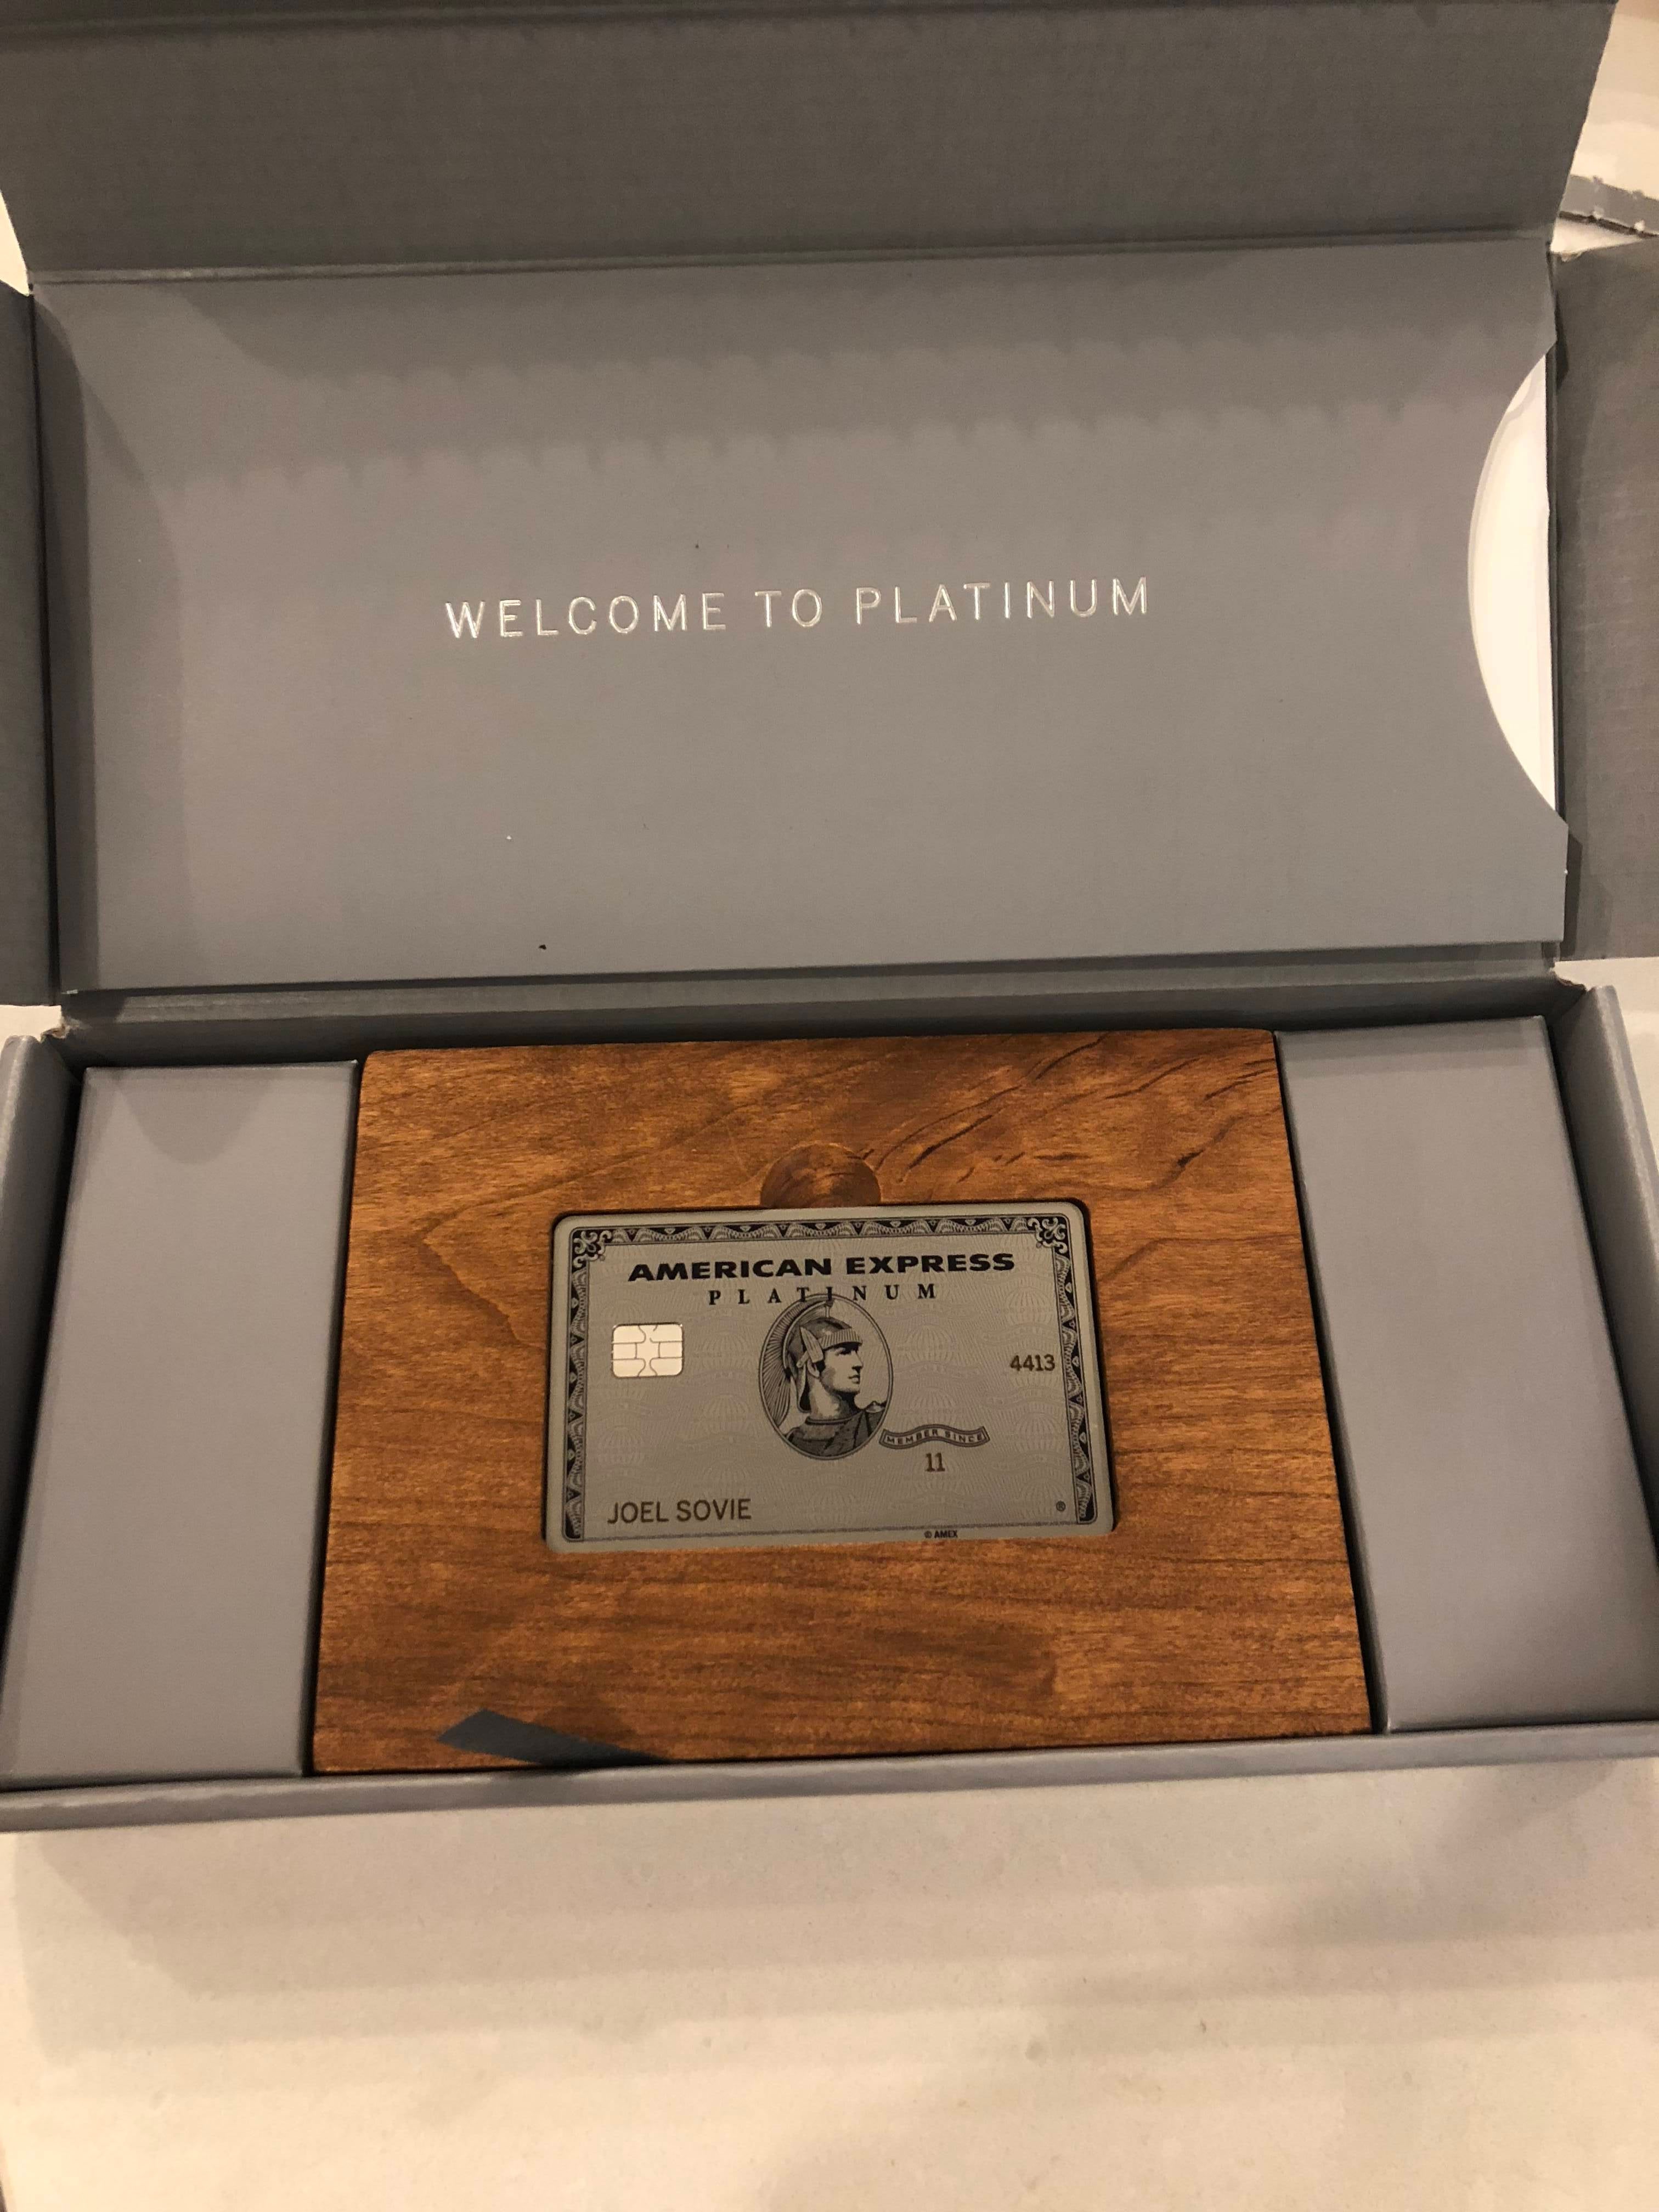 WELCOME TO PLATINUM
AMERICAN EXPRESS
PLATINUM
4413
MEMBER SINCE
11
JOEL SOVIE
®
© AMEX